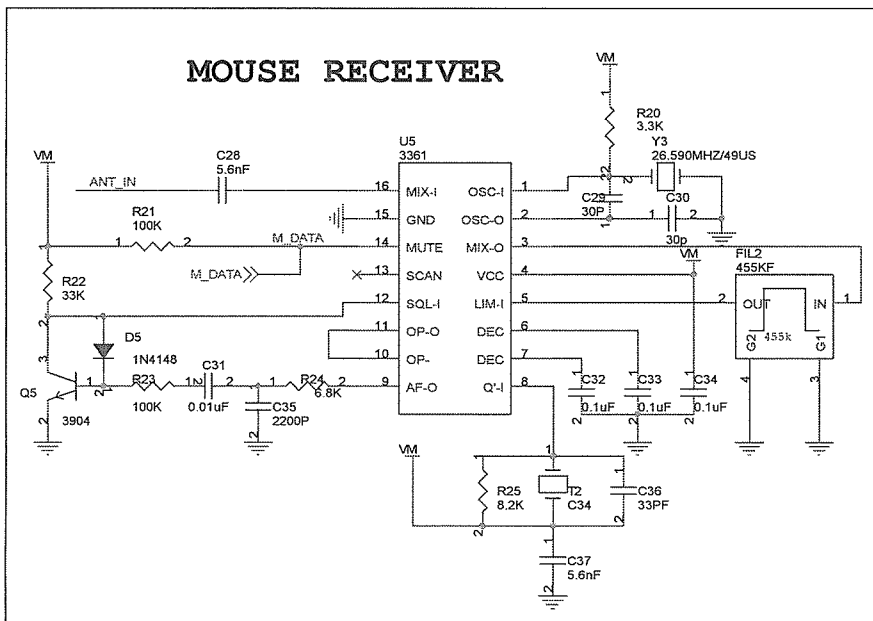 MOUSE RECEIVER
VM
R20
3.3K
Y3
26.590MHZ/49US
U5
3361
VM
C28
5.6nF
ANT_IN
16 MIX-I OSC-I 1
C29
30P
C30
30p
15 GND OSC-O 2
R21
100K
M_DATA
14 MUTE MIX-O 3
M_DATA
13 SCAN VCC 4
VM
FIL2
455KF
R22
33K
12 SQL-I LIM-I 5
2 OUT IN 1
455k
G2 G1
4 3
11 OP-O DEC 6
D5
1N4148
10 OP- DEC 7
C31
0.01uF
R23
100K
R24
6.8K
9 AF-O Q'-I 8
Q5
3904
C35
2200P
C32
0.1uF
C33
0.1uF
C34
0.1uF
VM
R25
8.2K
T2
C34
C36
33PF
C37
5.6nF